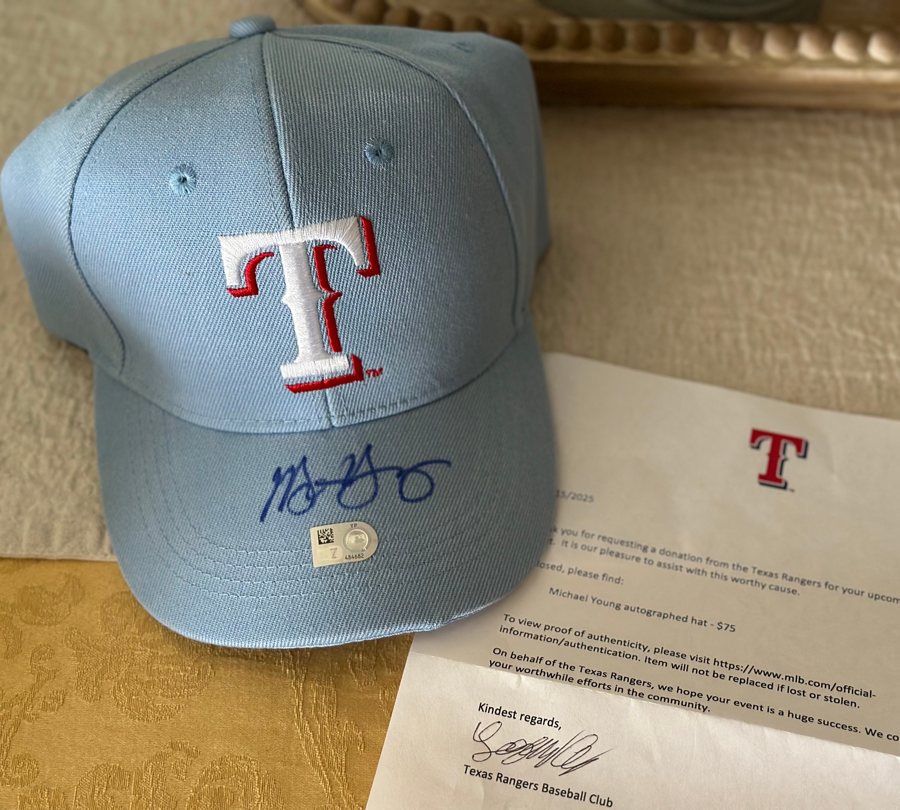 T
TM
YP
Z
484682
T
13/2025
k you for requesting a donation from the Texas Rangers for your upcom
t. It is our pleasure to assist with this worthy cause.
losed, please find:
Michael Young autographed hat - $75
To view proof of authenticity, please visit https://www.mlb.com/official-
information/authentication. Item will not be replaced if lost or stolen.
On behalf of the Texas Rangers, we hope your event is a huge success. We co
your worthwhile efforts in the community.
Kindest regards,
Texas Rangers Baseball Club